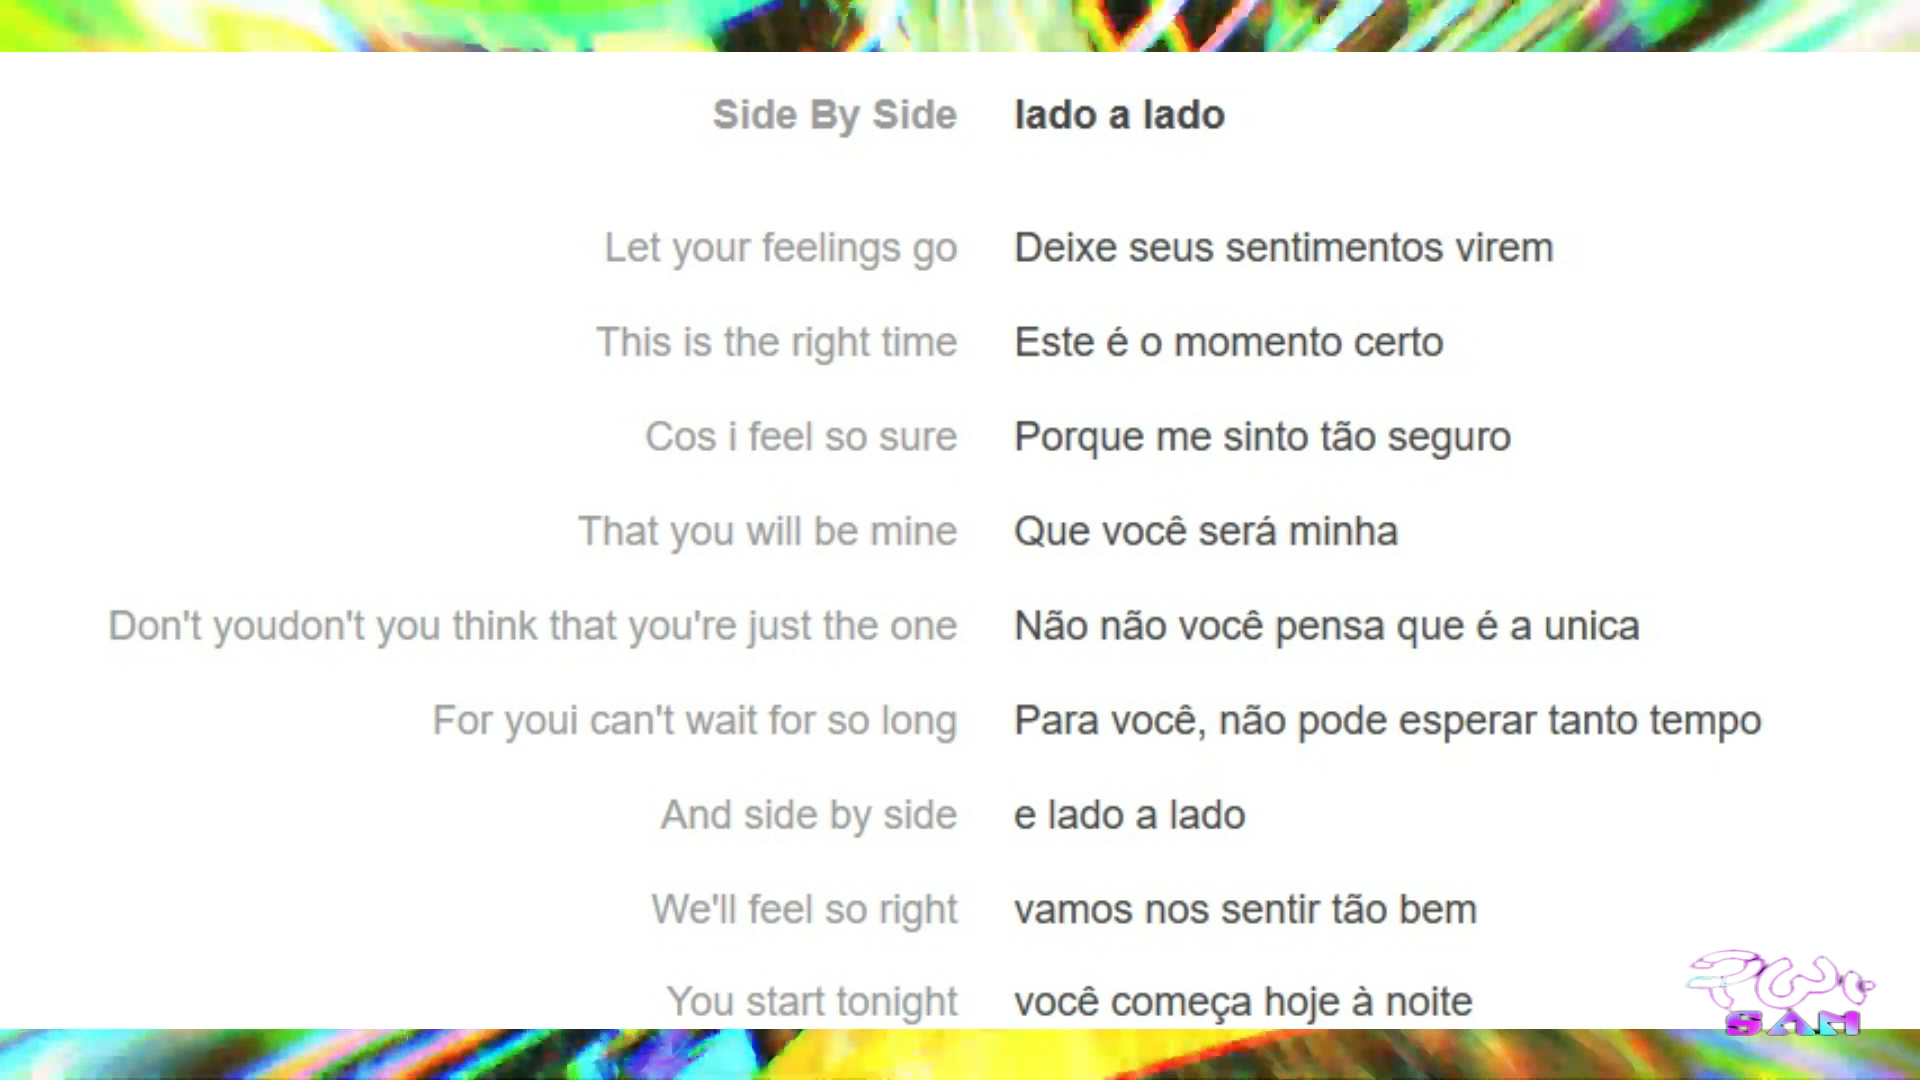 Side By Side lado a lado
Let your feelings go Deixe seus sentimentos virem
This is the right time Este é o momento certo
Cos i feel so sure Porque me sinto tão seguro
That you will be mine Que você será minha
Don't youdon't you think that you're just the one Não não você pensa que é a unica
For youi can't wait for so long Para você, não pode esperar tanto tempo
And side by side e lado a lado
We'll feel so right vamos nos sentir tão bem
You start tonight você começa hoje à noite
SAM